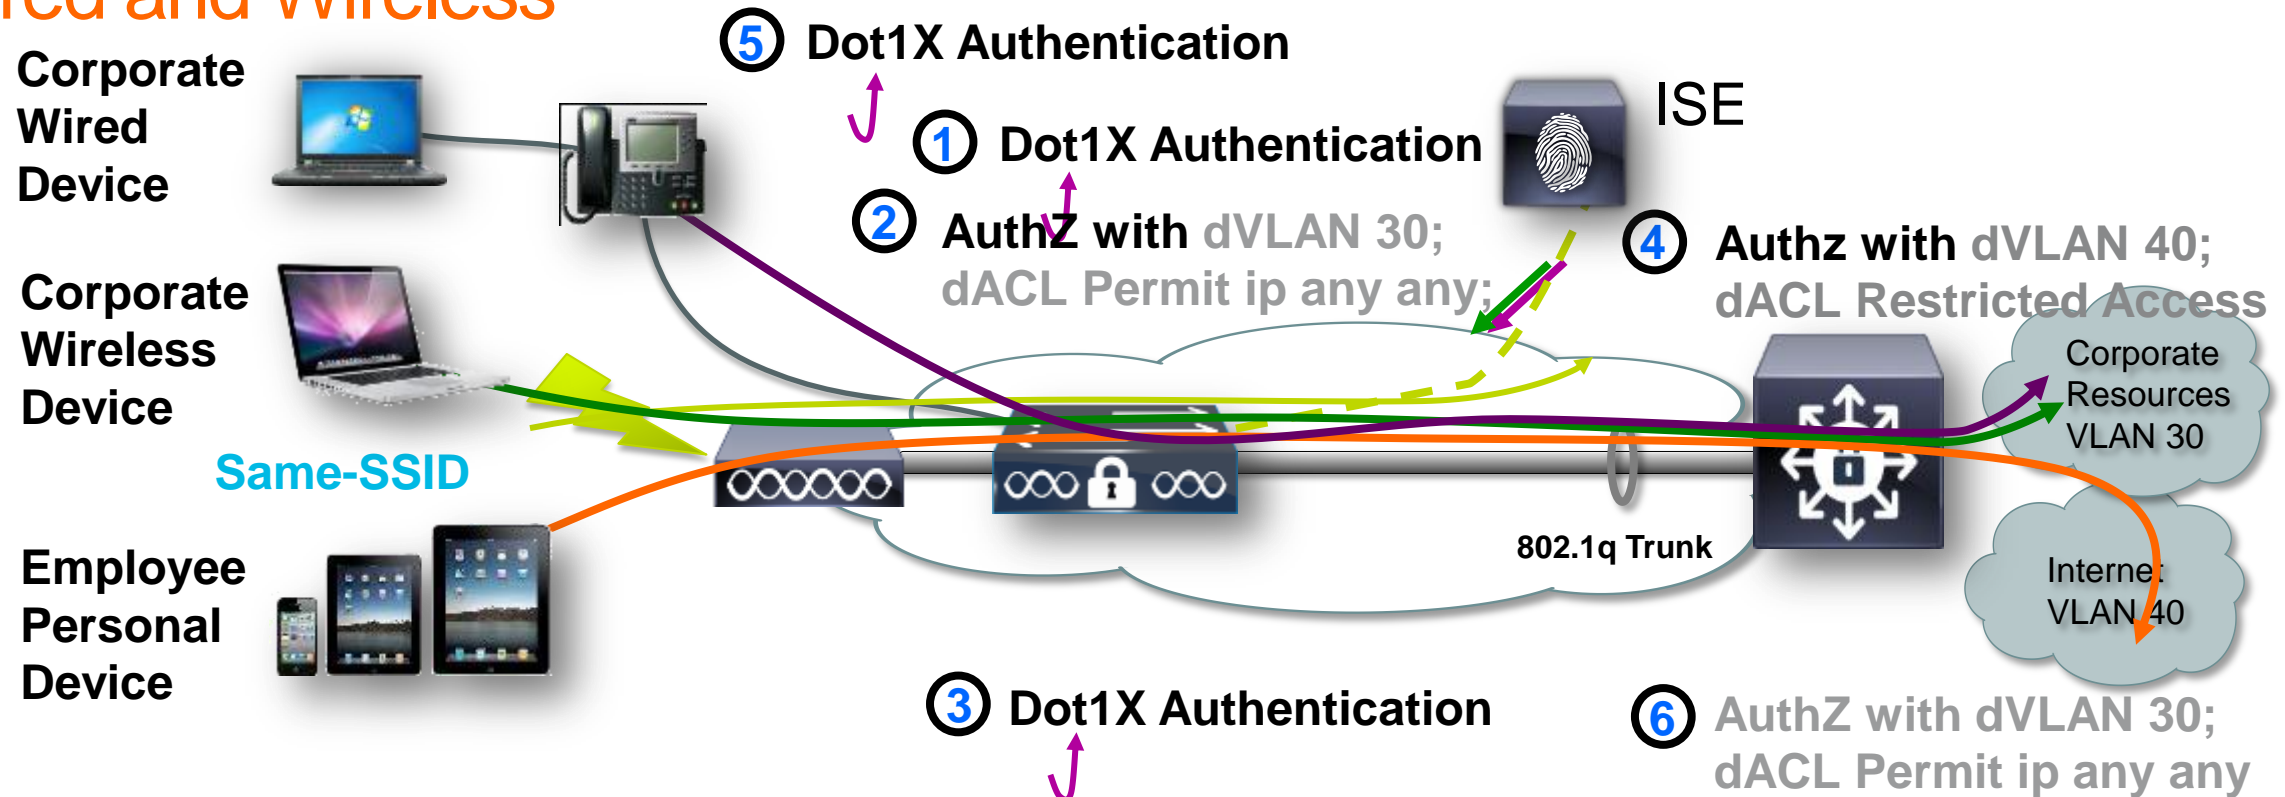 red and Wireless
5 Dot1X Authentication
Corporate
Wired
Device
ISE
1 Dot1X Authentication
2 AuthZ with dVLAN 30;
dACL Permit ip any any;
4 Authz with dVLAN 40;
dACL Restricted Access
Corporate
Wireless
Device
Corporate
Resources
VLAN 30
Same-SSID
802.1q Trunk
Employee
Personal
Device
Internet
VLAN 40
3 Dot1X Authentication
6 AuthZ with dVLAN 30;
dACL Permit ip any any